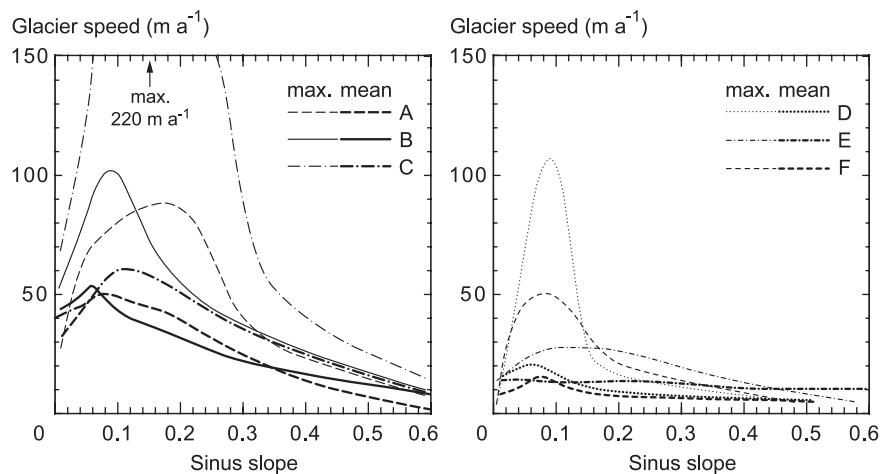 Glacier speed (m a⁻¹)
150
100
50
0
0.1
0.2
0.3
0.4
0.5
0.6
Sinus slope
max.
220 m a⁻¹
max. mean
A
B
C
Glacier speed (m a⁻¹)
150
100
50
0
0.1
0.2
0.3
0.4
0.5
0.6
Sinus slope
max. mean
D
E
F